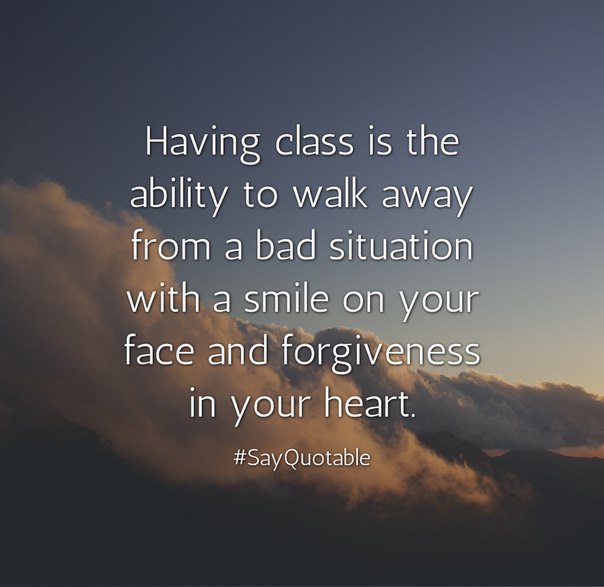 Having class is the
ability to walk away
from a bad situation
with a smile on your
face and forgiveness
in your heart.
#SayQuotable